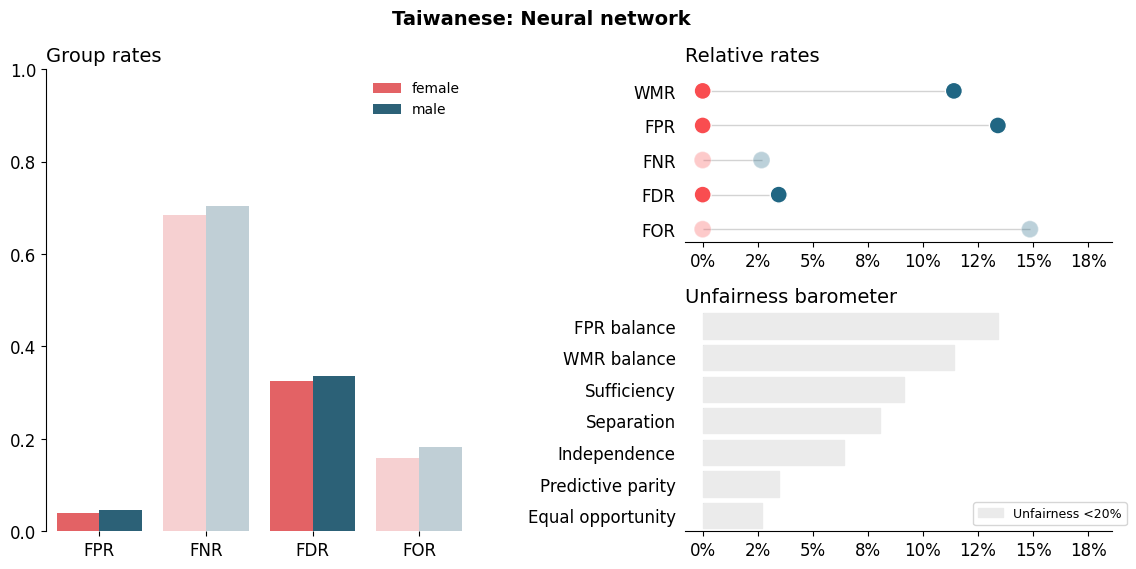 Taiwanese: Neural network
Group rates
1.0
0.8
0.6
0.4
0.2
0.0
FPR
FNR
FDR
FOR
female
male
Relative rates
WMR
FPR
FNR
FDR
FOR
0%
2%
5%
8%
10%
12%
15%
18%
Unfairness barometer
FPR balance
WMR balance
Sufficiency
Separation
Independence
Predictive parity
Equal opportunity
Unfairness <20%
0%
2%
5%
8%
10%
12%
15%
18%